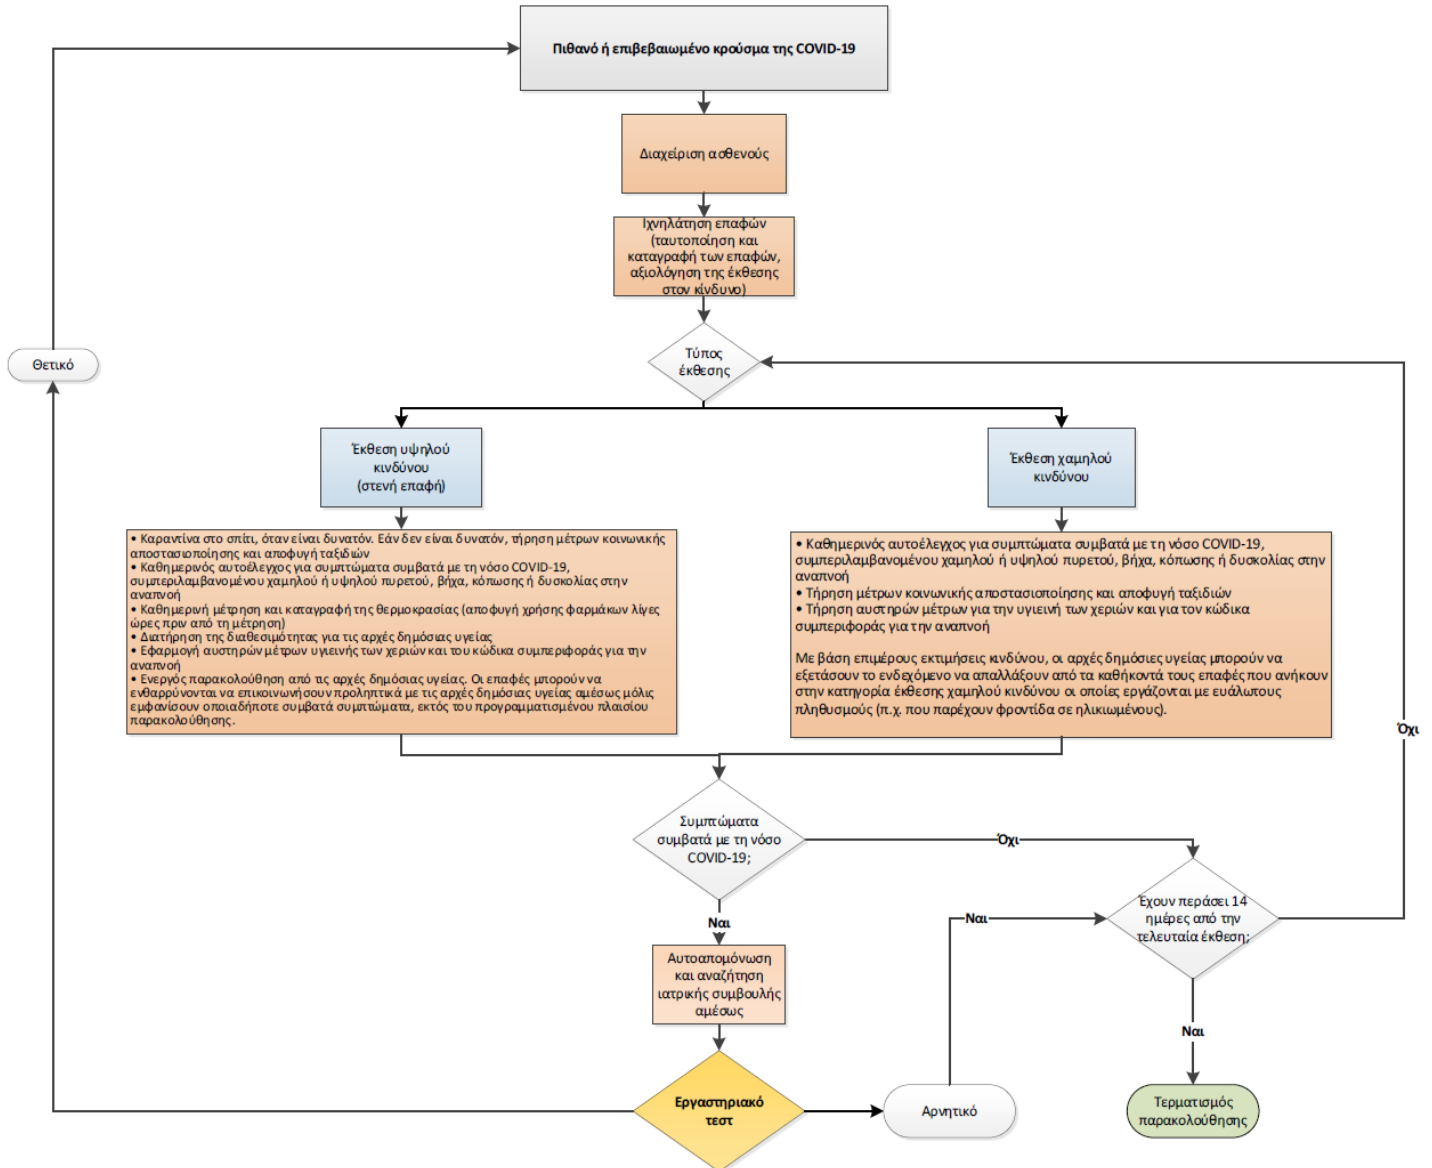 Πιθανό ή επιβεβαιωμένο κρούσμα της COVID-19
Διαχείριση ασθενούς
Ιχνηλάτηση επαφών
(ταυτοποίηση και
καταγραφή των επαφών,
αξιολόγηση της έκθεσης
στον κίνδυνο)
Θετικό
Τύπος
έκθεσης
Έκθεση υψηλού
κινδύνου
(στενή επαφή)
Έκθεση χαμηλού
κινδύνου
• Καραντίνα στο σπίτι, όταν είναι δυνατόν. Εάν δεν είναι δυνατόν, τήρηση μέτρων κοινωνικής
αποστασιοποίησης και αποφυγή ταξιδιών
• Καθημερινός αυτοέλεγχος για συμπτώματα συμβατά με τη νόσο COVID-19,
συμπεριλαμβανομένου χαμηλού ή υψηλού πυρετού, βήχα, κόπωσης ή δυσκολίας στην
αναπνοή
• Καθημερινή μέτρηση και καταγραφή της θερμοκρασίας (αποφυγή χρήσης φαρμάκων λίγες
ώρες πριν από τη μέτρηση)
• Διατήρηση της διαθεσιμότητας για τις αρχές δημόσιας υγείας
• Εφαρμογή αυστηρών μέτρων υγιεινής των χεριών και του κώδικα συμπεριφοράς για την
αναπνοή
• Ενεργός παρακολούθηση από τις αρχές δημόσιας υγείας. Οι επαφές μπορούν να
ενθαρρύνονται να επικοινωνήσουν προληπτικά με τις αρχές δημόσιας υγείας αμέσως μόλις
εμφανίσουν οποιαδήποτε συμβατά συμπτώματα, εκτός του προγραμματισμένου πλαισίου
παρακολούθησης.
• Καθημερινός αυτοέλεγχος για συμπτώματα συμβατά με τη νόσο COVID-19,
συμπεριλαμβανομένου χαμηλού ή υψηλού πυρετού, βήχα, κόπωσης ή δυσκολίας στην
αναπνοή
• Τήρηση μέτρων κοινωνικής αποστασιοποίησης και αποφυγή ταξιδιών
• Τήρηση αυστηρών μέτρων για την υγιεινή των χεριών και για τον κώδικα
συμπεριφοράς για την αναπνοή
Με βάση επιμέρους εκτιμήσεις κινδύνου, οι αρχές δημόσιες υγείας μπορούν να
εξετάσουν το ενδεχόμενο να απαλλάξουν από τα καθήκοντά τους επαφές που ανήκουν
στην κατηγορία έκθεσης χαμηλού κινδύνου οι οποίες εργάζονται με ευάλωτους
πληθυσμούς (π.χ. που παρέχουν φροντίδα σε ηλικιωμένους).
Όχι
Συμπτώματα
συμβατά με τη νόσο
COVID-19;
Όχι
Έχουν περάσει 14
ημέρες από την
τελευταία έκθεση;
Ναι
Ναι
Αυτοαπομόνωση
και αναζήτηση
ιατρικής συμβουλής
αμέσως
Ναι
Εργαστηριακό
τεστ
Αρνητικό
Τερματισμός
παρακολούθησης